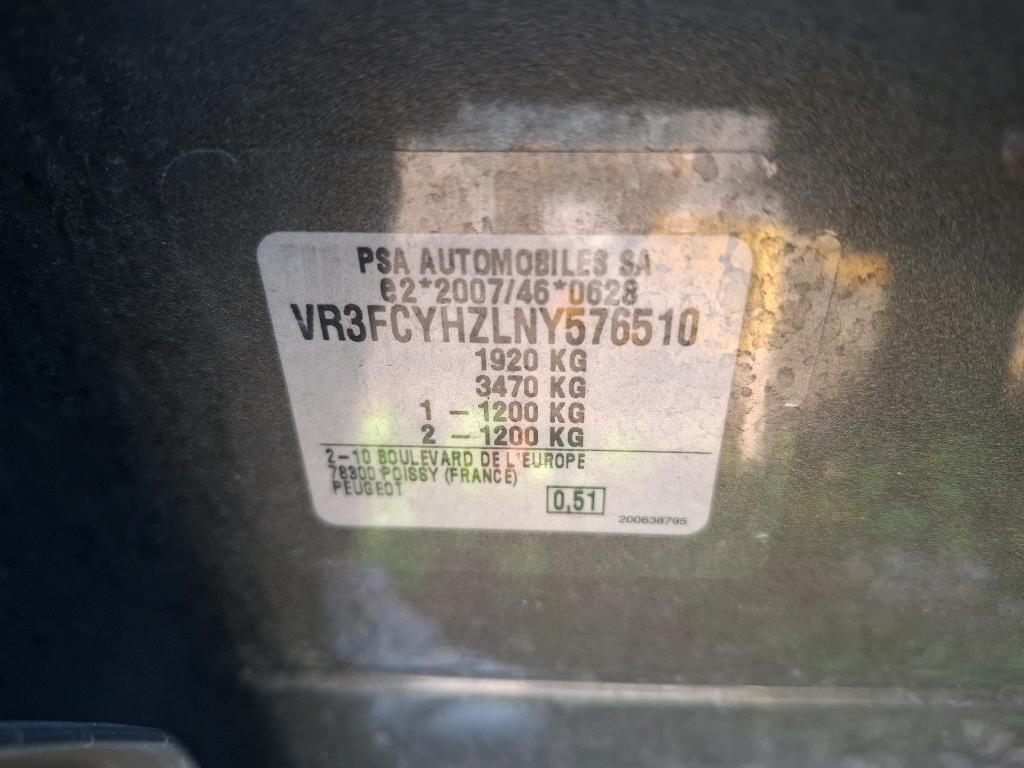 PSA AUTOMOBILES SA
e2*2007/46*0628
VR3FCYHZLNY576510
1920 KG
3470 KG
1 - 1200 KG
2 - 1200 KG
2-10 BOULEVARD DE L'EUROPE
78300 POISSY (FRANCE)
PEUGEOT
0,51
200638795